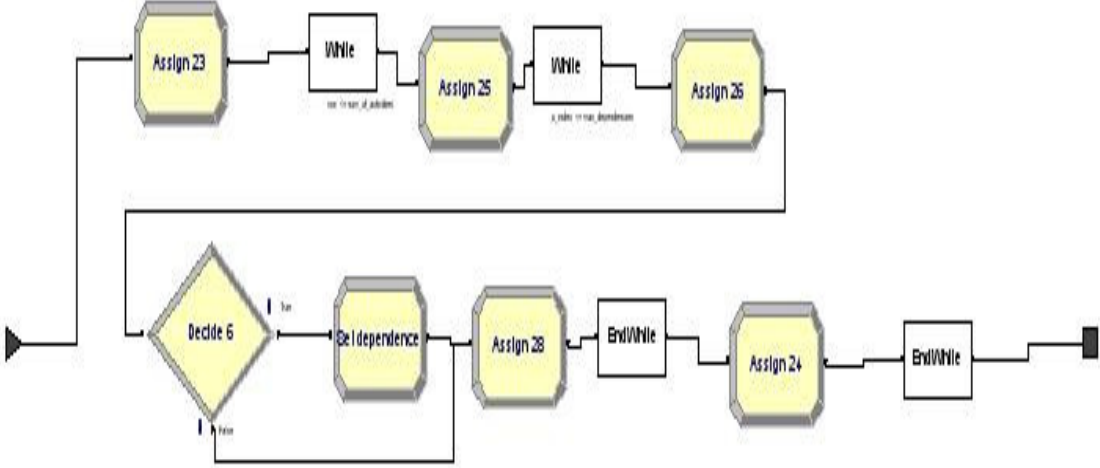 Assign 23
While
Assign 25
While
Assign 26
Decide 6
True
dependence
Assign 28
EndWhile
Assign 24
EndWhile
False